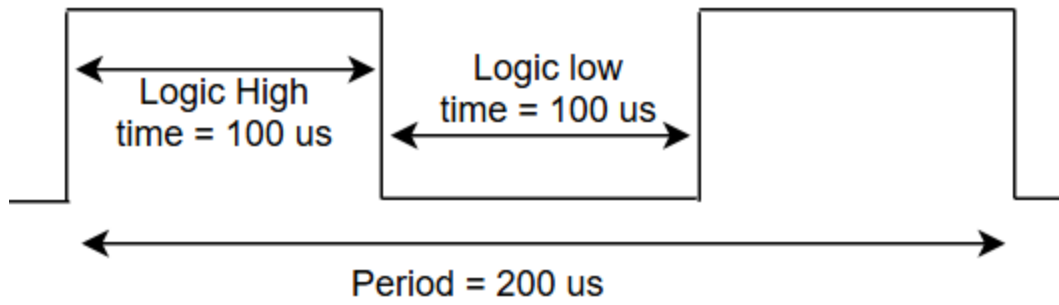 Logic High
time = 100 us
Logic low
time = 100 us
Period = 200 us